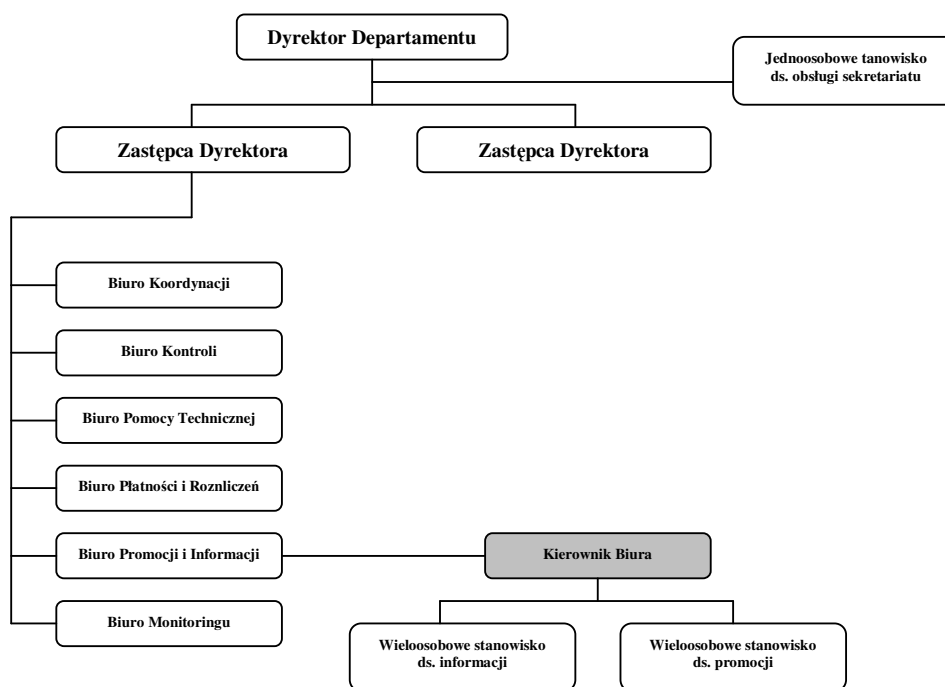 Dyrektor Departamentu
Jednoosobowe tanowisko
ds. obsługi sekretariatu
Zastępca Dyrektora
Zastępca Dyrektora
Biuro Koordynacji
Biuro Kontroli
Biuro Pomocy Technicznej
Biuro Płatności i Roznliczeń
Biuro Promocji i Informacji
Kierownik Biura
Biuro Monitoringu
Wieloosobowe stanowisko
ds. informacji
Wieloosobowe stanowisko
ds. promocji